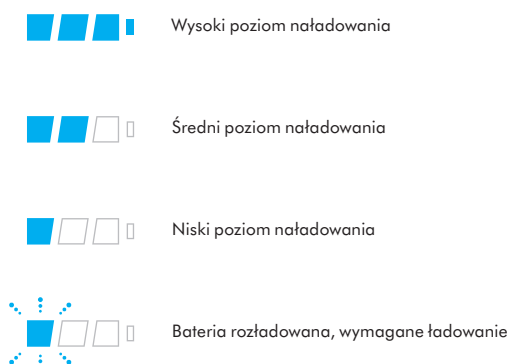 Wysoki poziom naładowania
Średni poziom naładowania
Niski poziom naładowania
Bateria rozładowana, wymagane ładowanie